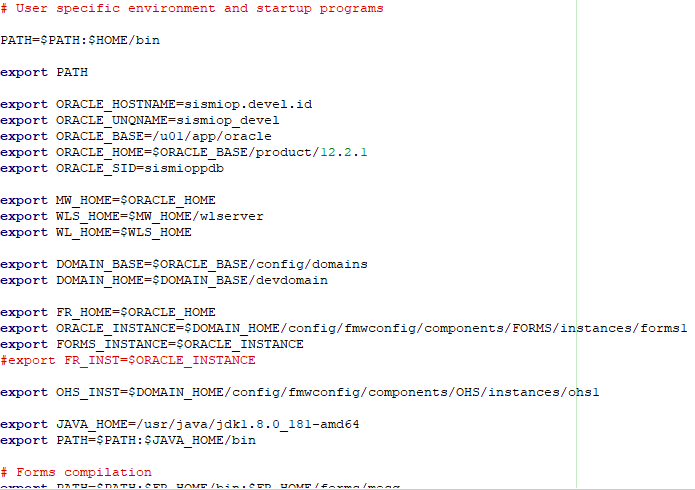 # User specific environment and startup programs
PATH=$PATH:$HOME/bin
export PATH
export ORACLE_HOSTNAME=sismiop.devel.id
export ORACLE_UNQNAME=sismiop_devel
export ORACLE_BASE=/u01/app/oracle
export ORACLE_HOME=$ORACLE_BASE/product/12.2.1
export ORACLE_SID=sismioppdb
export MW_HOME=$ORACLE_HOME
export WLS_HOME=$MW_HOME/wlserver
export WL_HOME=$WLS_HOME
export DOMAIN_BASE=$ORACLE_BASE/config/domains
export DOMAIN_HOME=$DOMAIN_BASE/devdomain
export FR_HOME=$ORACLE_HOME
export ORACLE_INSTANCE=$DOMAIN_HOME/config/fmwconfig/components/FORMS/instances/forms1
export FORMS_INSTANCE=$ORACLE_INSTANCE
#export FR_INST=$ORACLE_INSTANCE
export OHS_INST=$DOMAIN_HOME/config/fmwconfig/components/OHS/instances/ohs1
export JAVA_HOME=/usr/java/jdk1.8.0_181-amd64
export PATH=$PATH:$JAVA_HOME/bin
# Forms compilation
export PATH=$PATH:$FR_HOME/bin:$FR_HOME/forms/mesg